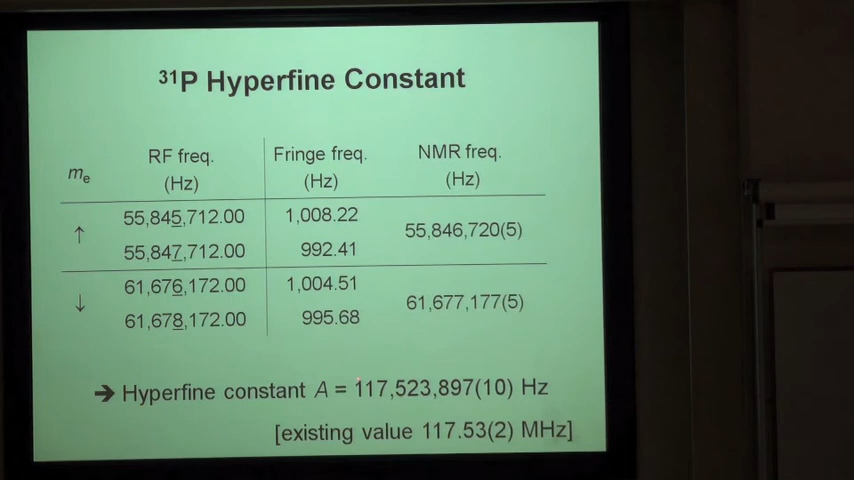 ³¹P Hyperfine Constant
mₑ RF freq. (Hz) Fringe freq. (Hz) NMR freq. (Hz)
↑ 55,845,712.00 1,008.22 55,846,720(5)
55,847,712.00 992.41
↓ 61,676,172.00 1,004.51 61,677,177(5)
61,678,172.00 995.68
➔ Hyperfine constant A = 117,523,897(10) Hz
[existing value 117.53(2) MHz]